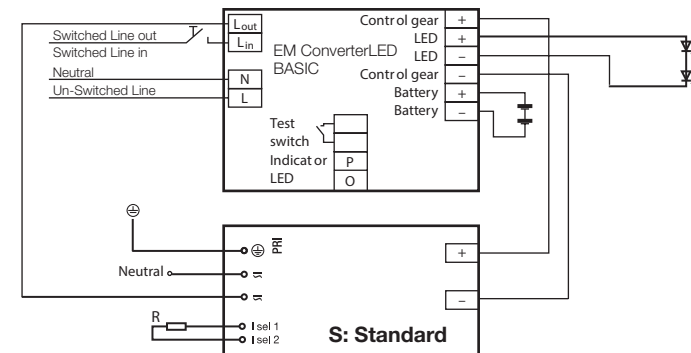 Switched Line out
Switched Line in
Neutral
Un-Switched Line
Lout
Lin
N
L
EM ConverterLED
BASIC
Control gear +
LED +
LED –
Control gear –
Battery +
Battery –
Test
switch
Indicator P
LED O
PRI
Neutral
+
–
R
I sel 1
I sel 2
S: Standard